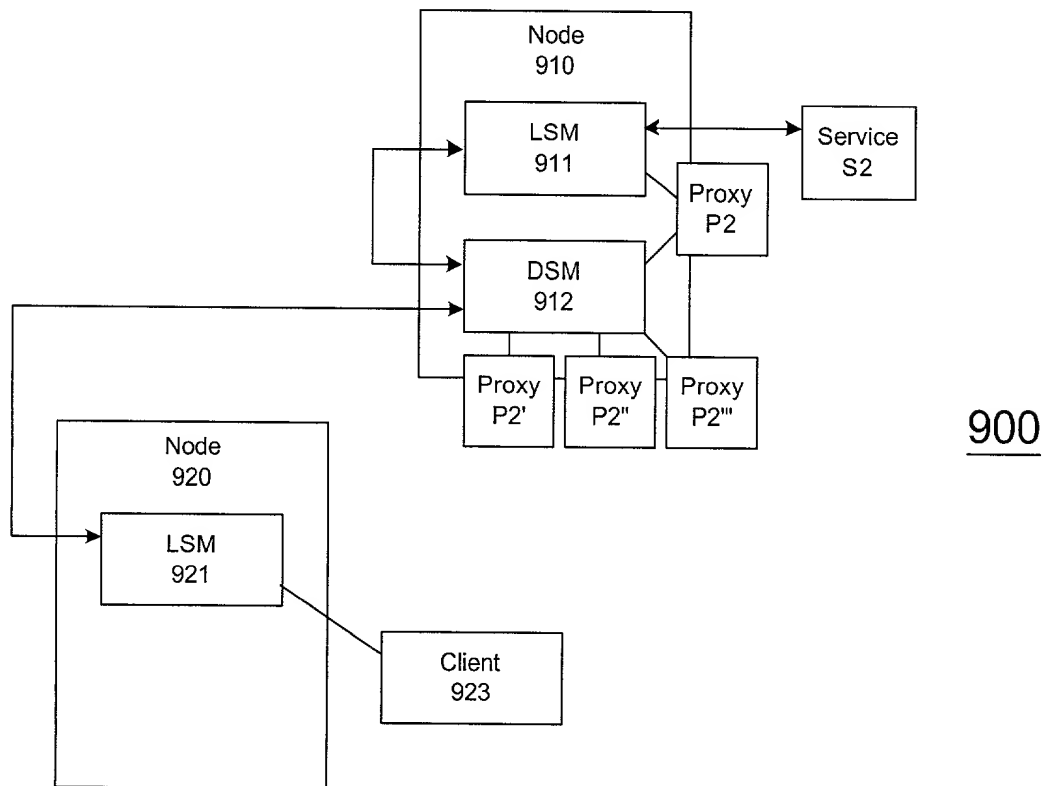 Node
910
LSM
911
Service
S2
Proxy
P2
DSM
912
Proxy
P2'
Proxy
P2"
Proxy
P2'"
900
Node
920
LSM
921
Client
923